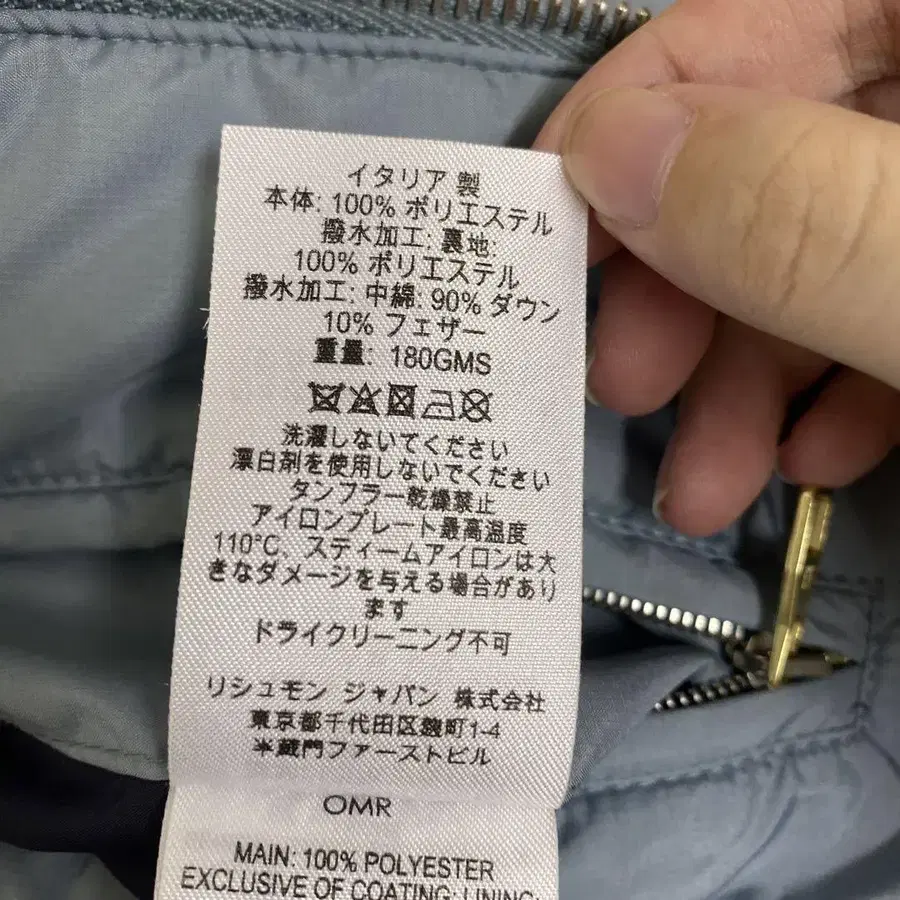 イタリア 製
本体: 100% ポリエステル
撥水加工: 裏地:
100% ポリエステル
撥水加工: 中綿: 90% ダウン
10% フェザー
重量: 180GMS
洗濯しないてください
漂白剤を使用しないでください
タンブラー乾燥禁止
アイロンプレート最高温度
110°C、スティームアイロンは大
きなダメージを与える場合があり
ます
ドライクリーニング不可
リシュモン ジャパン 株式会社
東京都千代田区麹町1-4
半蔵門ファーストビル
OMR
MAIN: 100% POLYESTER
EXCLUSIVE OF COATING: LINING: